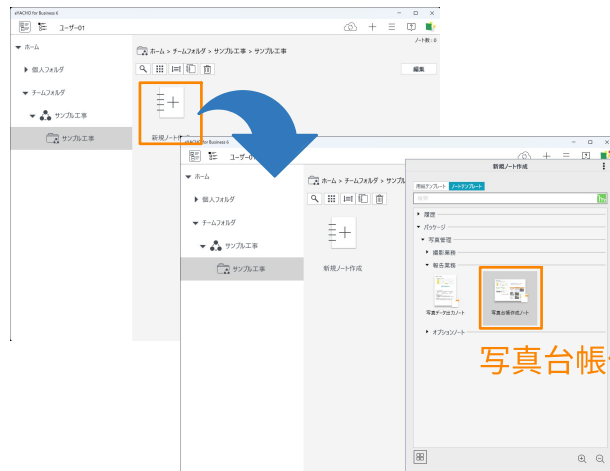 eYACHO for Business 6
ユーザー01
ノート数：0
ホーム
個人フォルダ
チームフォルダ
サンプル工事
サンプル工事
ホーム > チームフォルダ > サンプル工事 > サンプル工事
編集
新規ノート作成
eYACHO for Business 6
ユーザー01
ホーム
個人フォルダ
チームフォルダ
サンプル工事
サンプル工事
ホーム > チームフォルダ > サンプル
新規ノート作成
新規ノート作成
用紙テンプレート
ノートテンプレート
検索
履歴
パッケージ
写真管理
撮影業務
報告業務
写真データ出力ノート
写真台帳作成ノート
オプションノート
写真台帳